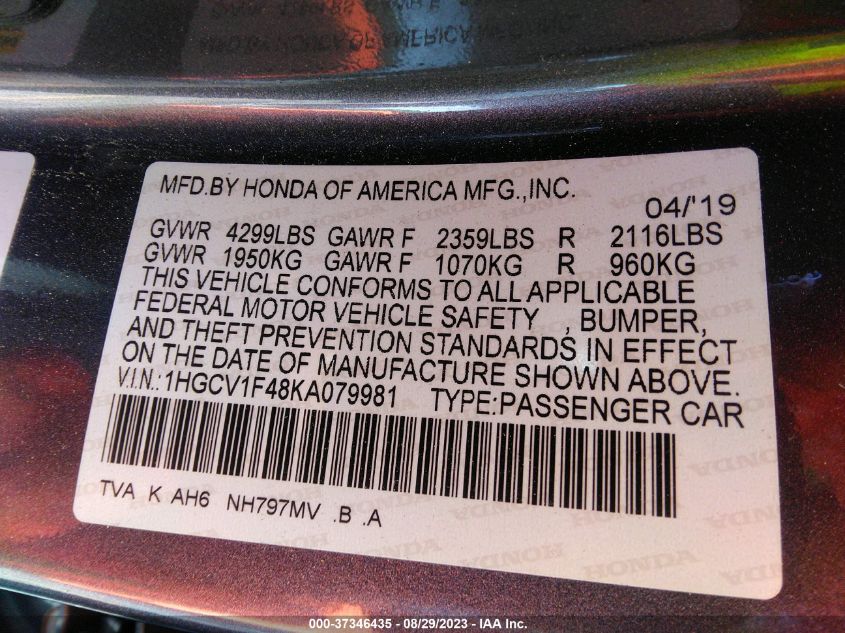 MFD.BY HONDA OF AMERICA MFG.,INC.
04/'19
GVWR 4299LBS GAWR F 2359LBS R 2116LBS
GVWR 1950KG GAWR F 1070KG R 960KG
THIS VEHICLE CONFORMS TO ALL APPLICABLE
FEDERAL MOTOR VEHICLE SAFETY , BUMPER,
AND THEFT PREVENTION STANDARDS IN EFFECT
ON THE DATE OF MANUFACTURE SHOWN ABOVE.
V.I.N.:1HGCV1F48KA079981 TYPE:PASSENGER CAR
TVA K AH6 NH797MV .B .A
000-37346435 - 08/29/2023 - IAA Inc.